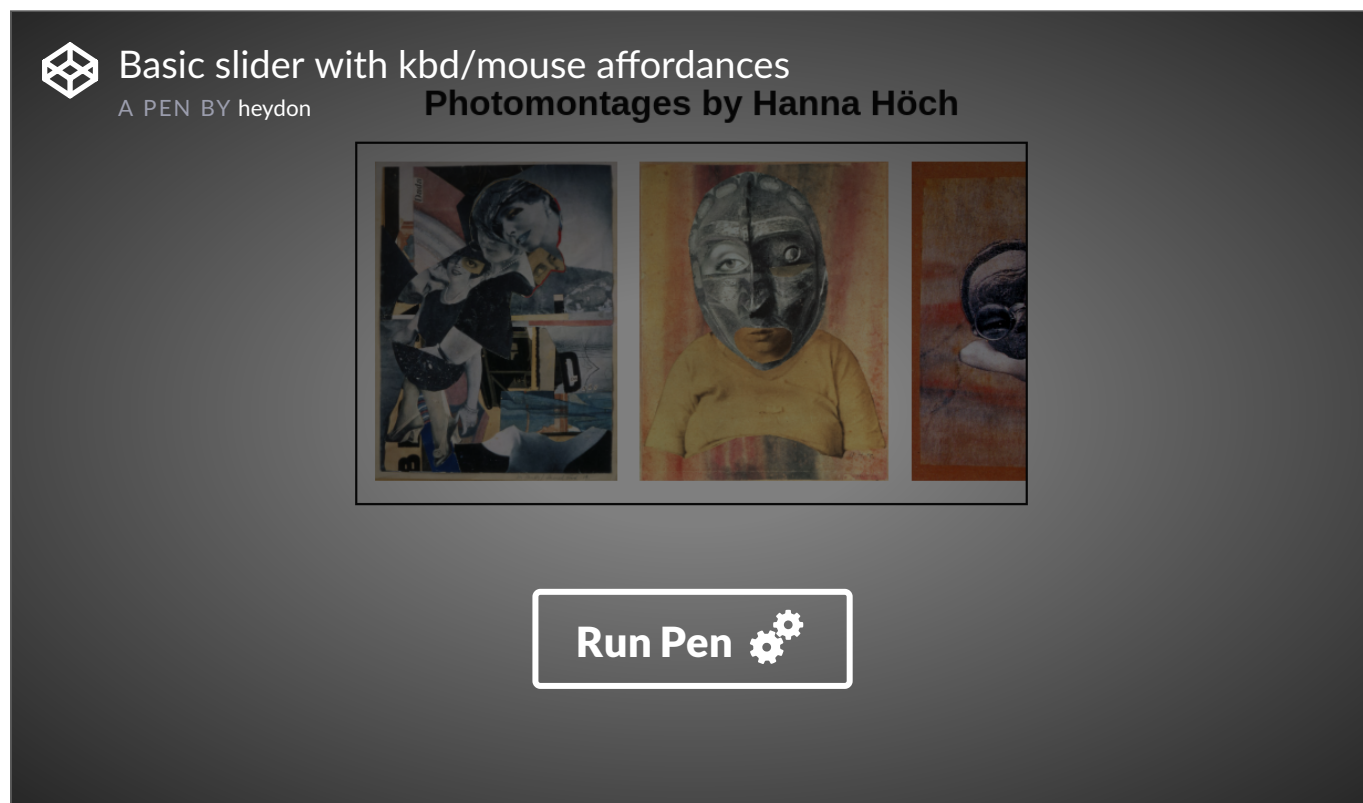 Basic slider with kbd/mouse affordances
A PEN BY heydon
Photomontages by Hanna Höch
Run Pen